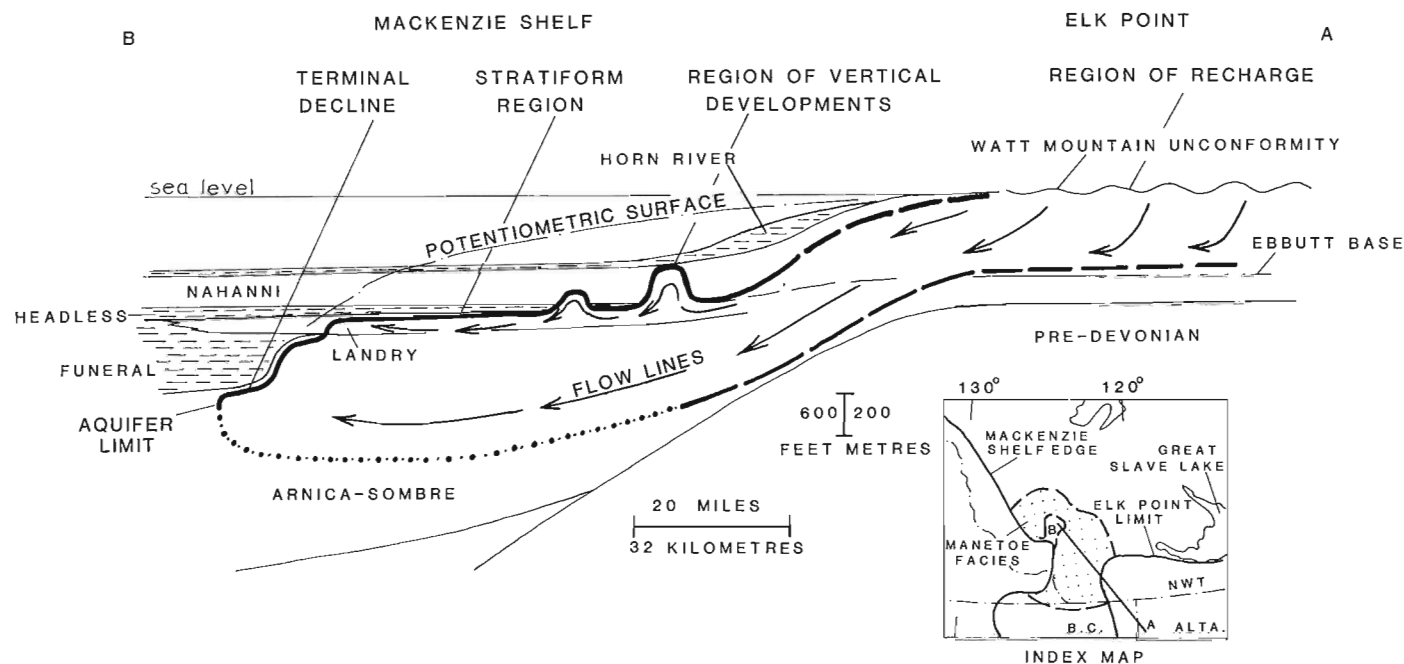 B
MACKENZIE SHELF
ELK POINT
A
TERMINAL
DECLINE
STRATIFORM
REGION
REGION OF VERTICAL
DEVELOPMENTS
REGION OF RECHARGE
HORN RIVER
WATT MOUNTAIN UNCONFORMITY
sea level
POTENTIOMETRIC SURFACE
EBBUTT BASE
NAHANNI
HEADLESS
LANDRY
FUNERAL
PRE-DEVONIAN
FLOW LINES
AQUIFER
LIMIT
ARNICA-SOMBRE
600 200
FEET METRES
20 MILES
32 KILOMETRES
130° 120°
MACKENZIE
SHELF EDGE
GREAT
SLAVE LAKE
ELK POINT
LIMIT
B
MANETOE
FACIES
NWT
B.C.
A
ALTA.
INDEX MAP